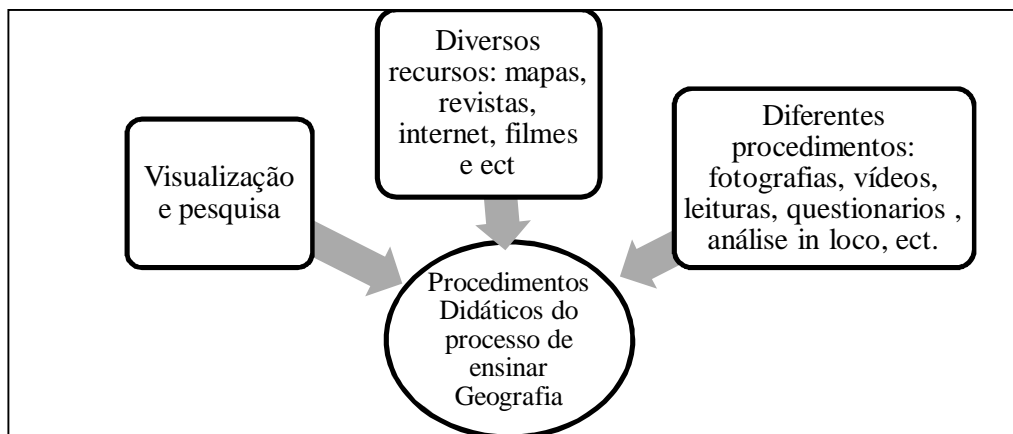 Visualização
e pesquisa
Diversos
recursos: mapas,
revistas,
internet, filmes
e ect
Diferentes
procedimentos:
fotografias, vídeos,
leituras, questionarios ,
análise in loco, ect.
Procedimentos
Didáticos do
processo de
ensinar
Geografia